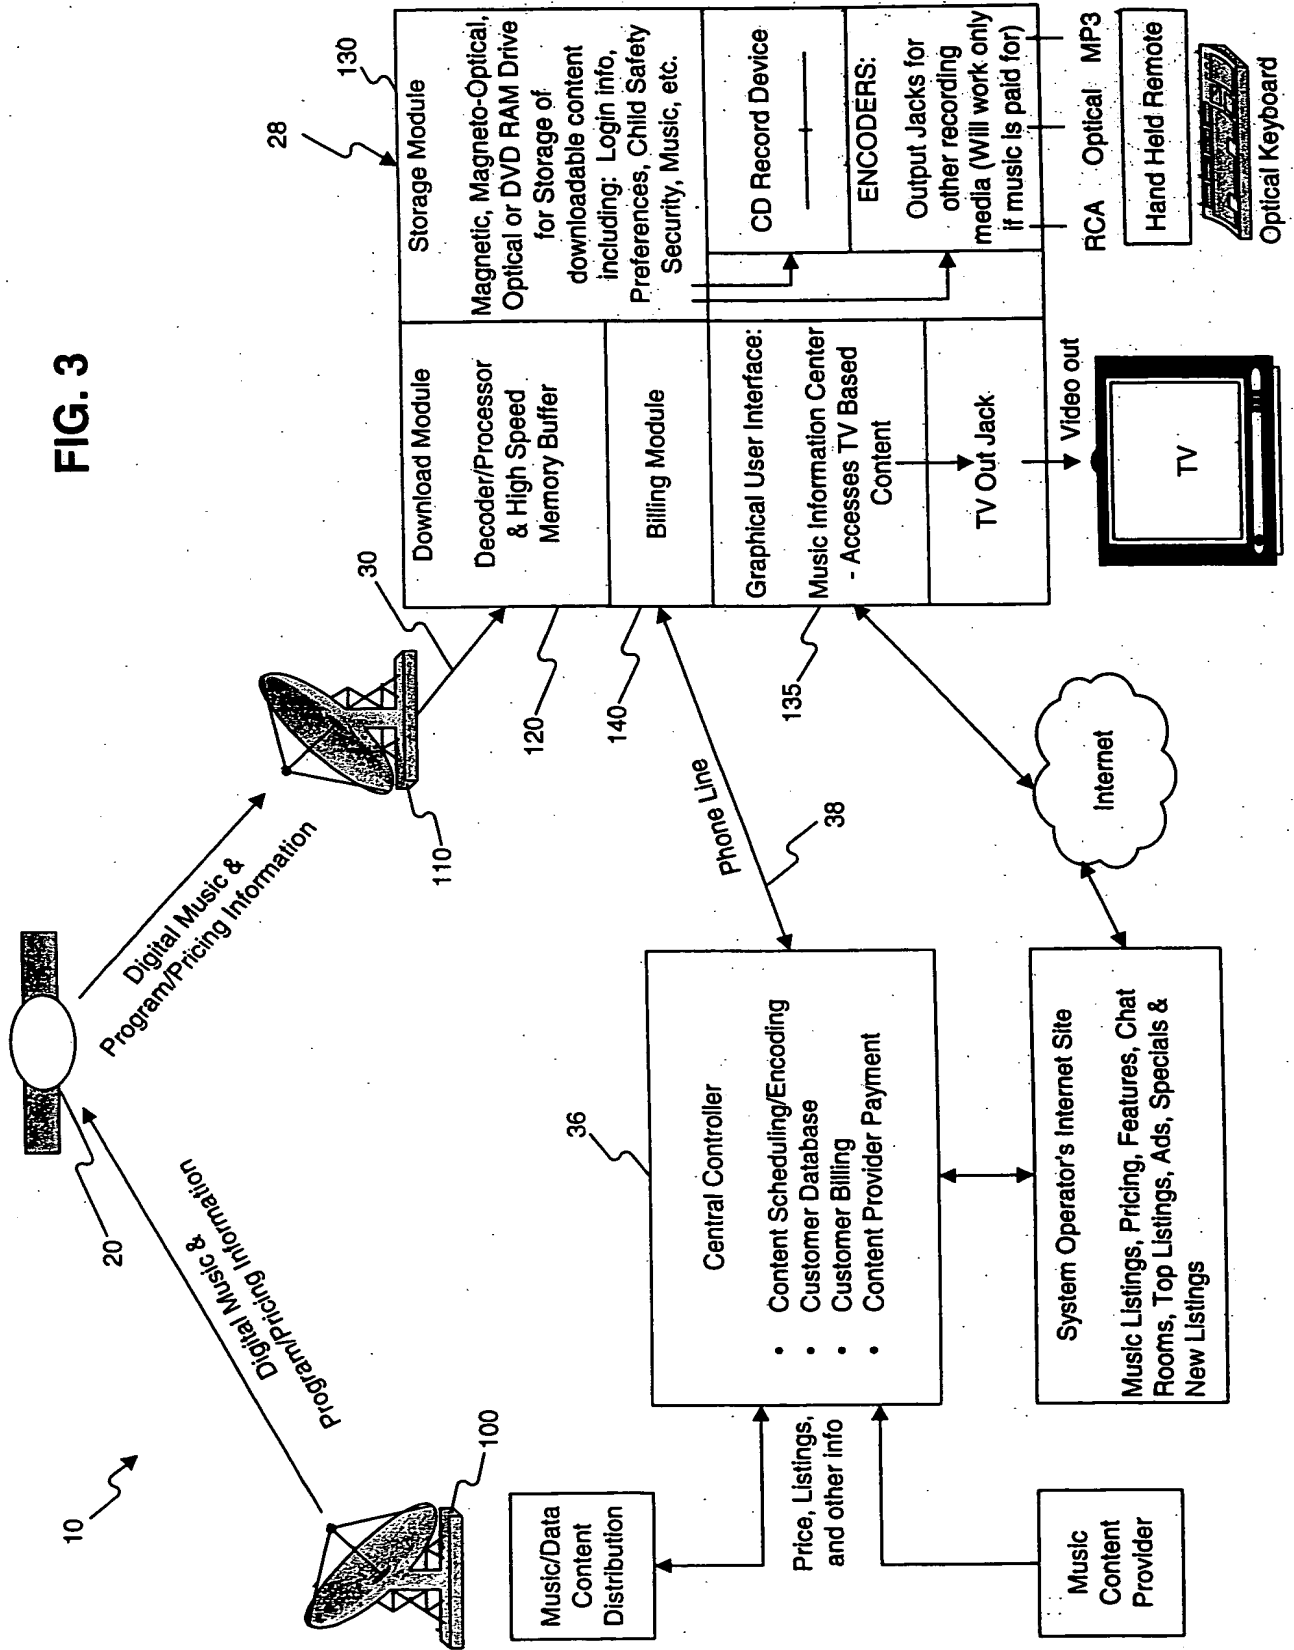 FIG. 3
10
20
Digital Music &
Program/Pricing Information
Digital Music &
Program/Pricing Information
100
110
30
28
130
Download Module
Decoder/Processor
& High Speed
Memory Buffer
Storage Module
Magnetic, Magneto-Optical,
Optical or DVD RAM Drive
for Storage of
downloadable content
including: Login info,
Preferences, Child Safety
Security, Music, etc.
120
140
Billing Module
135
Graphical User Interface:
Music Information Center
- Accesses TV Based
Content
TV Out Jack
CD Record Device
ENCODERS:
Output Jacks for
other recording
media (Will work only
if music is paid for)
RCA Optical MP3
Video out
TV
Hand Held Remote
Optical Keyboard
Phone Line
38
36
Music/Data
Content
Distribution
Central Controller
• Content Scheduling/Encoding
• Customer Database
• Customer Billing
• Content Provider Payment
Price, Listings,
and other info
Music
Content
Provider
System Operator's Internet Site
Music Listings, Pricing, Features, Chat
Rooms, Top Listings, Ads, Specials &
New Listings
Internet